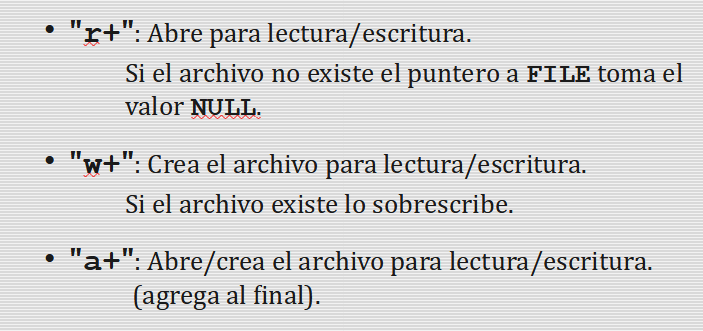 • "r+": Abre para lectura/escritura.
Si el archivo no existe el puntero a FILE toma el
valor NULL.
• "w+": Crea el archivo para lectura/escritura.
Si el archivo existe lo sobrescribe.
• "a+": Abre/crea el archivo para lectura/escritura.
(agrega al final).